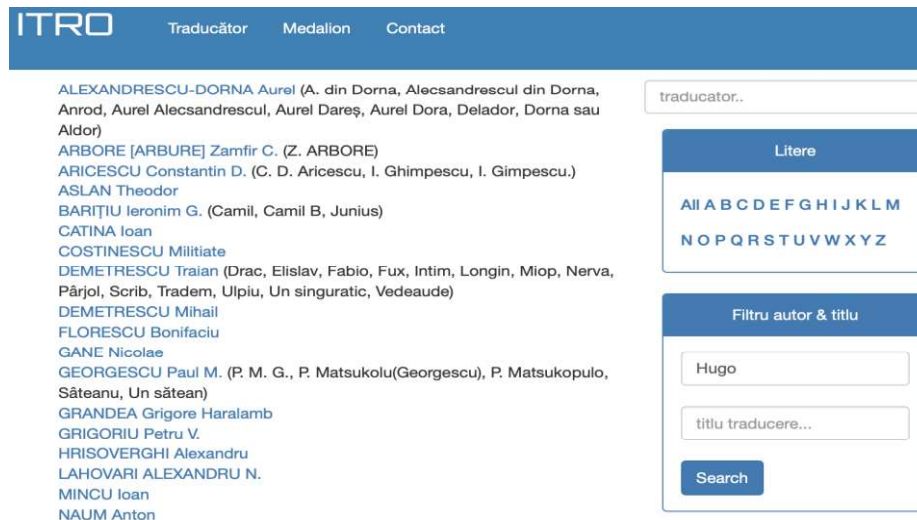 ITRO
Traducător Medalion Contact
ALEXANDRESCU-DORNA Aurel (A. din Dorna, Alecsandrescul din Dorna,
Anrod, Aurel Alecsandrescul, Aurel Dareș, Aurel Dora, Delador, Dorna sau
Aldor)
ARBORE [ARBURE] Zamfir C. (Z. ARBORE)
ARICESCU Constantin D. (C. D. Aricescu, I. Ghimpescu, I. Gimpescu.)
ASLAN Theodor
BARIȚIU Ieronim G. (Camil, Camil B, Junius)
CATINA Ioan
COSTINESCU Militiate
DEMETRESCU Traian (Drac, Elislav, Fabio, Fux, Intim, Longin, Miop, Nerva,
Pârjol, Scrib, Tradem, Ulpiu, Un singuratic, Vedeaude)
DEMETRESCU Mihail
FLORESCU Bonifaciu
GANE Nicolae
GEORGESCU Paul M. (P. M. G., P. Matsukolu(Georgescu), P. Matsukopulo,
Sâteanu, Un sătean)
GRANDEA Grigore Haralamb
GRIGORIU Petru V.
HRISOVERGHI Alexandru
LAHOVARI ALEXANDRU N.
MINCU Ioan
NAUM Anton
traducator..
Litere
All A B C D E F G H I J K L M
N O P Q R S T U V W X Y Z
Filtru autor & titlu
Hugo
titlu traducere...
Search